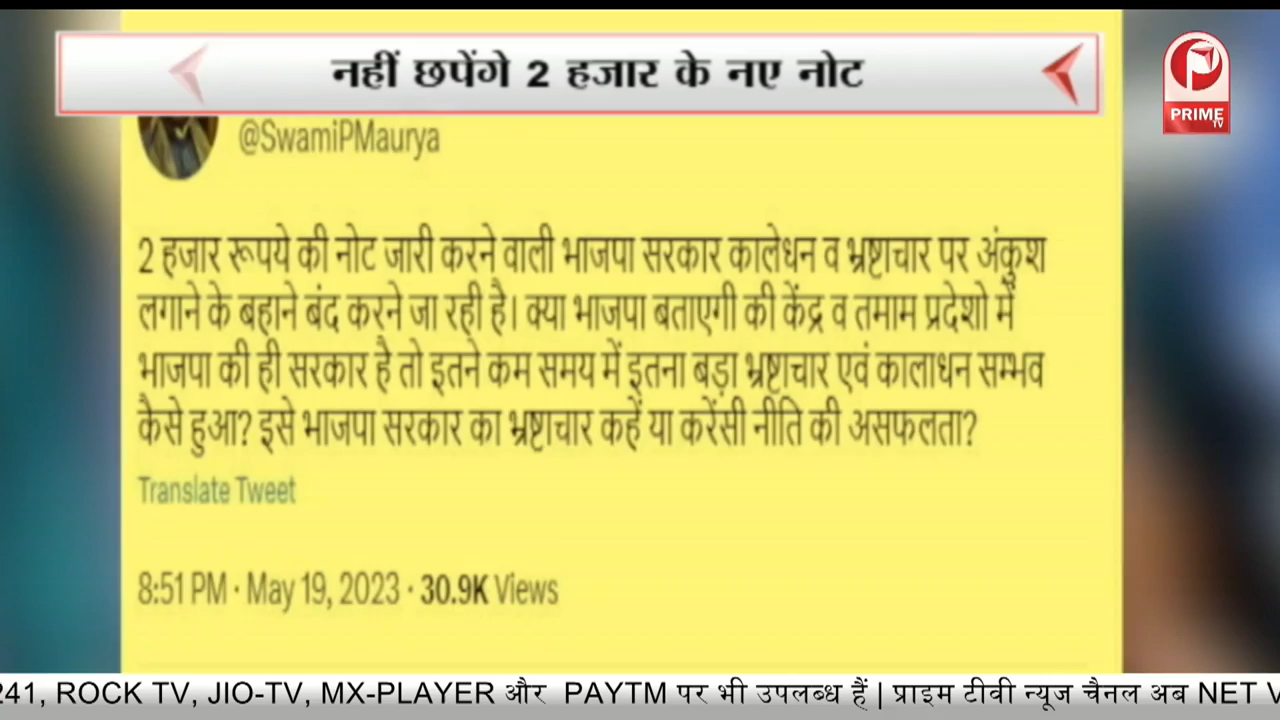 नहीं छपेंगे 2 हजार के नए नोट
PRIME
TV
@SwamiPMaurya
2 हजार रूपये की नोट जारी करने वाली भाजपा सरकार कालेधन व भ्रष्टाचार पर अंकुश
लगाने के बहाने बंद करने जा रही है। क्या भाजपा बताएगी की केंद्र व तमाम प्रदेशो में
भाजपा की ही सरकार है तो इतने कम समय में इतना बड़ा भ्रष्टाचार एवं कालाधन सम्भव
कैसे हुआ? इसे भाजपा सरकार का भ्रष्टाचार कहें या करेंसी नीति की असफलता?
Translate Tweet
8:51 PM · May 19, 2023 · 30.9K Views
241, ROCK TV, JIO-TV, MX-PLAYER और PAYTM पर भी उपलब्ध हैं | प्राइम टीवी न्यूज चैनल अब NET V